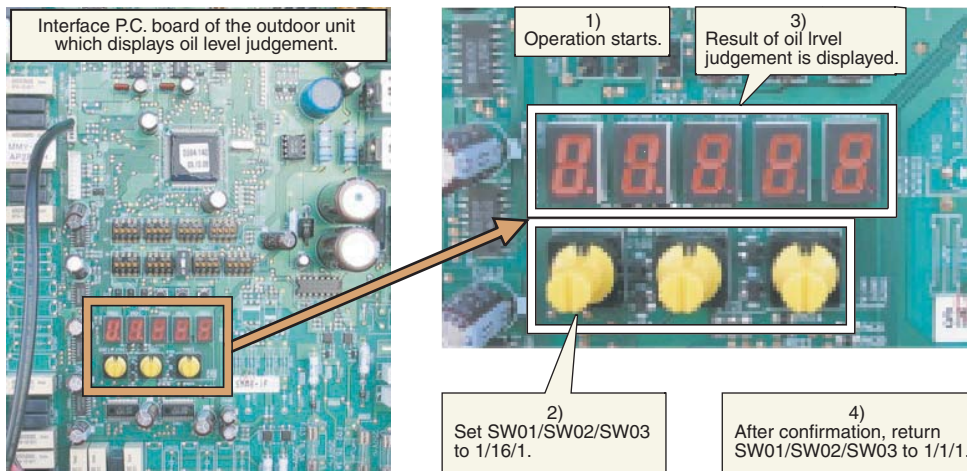 Interface P.C. board of the outdoor unit
which displays oil level judgement.
1)
Operation starts.
3)
Result of oil lrvel
judgement is displayed.
2)
Set SW01/SW02/SW03
to 1/16/1.
4)
After confirmation, return
SW01/SW02/SW03 to 1/1/1.